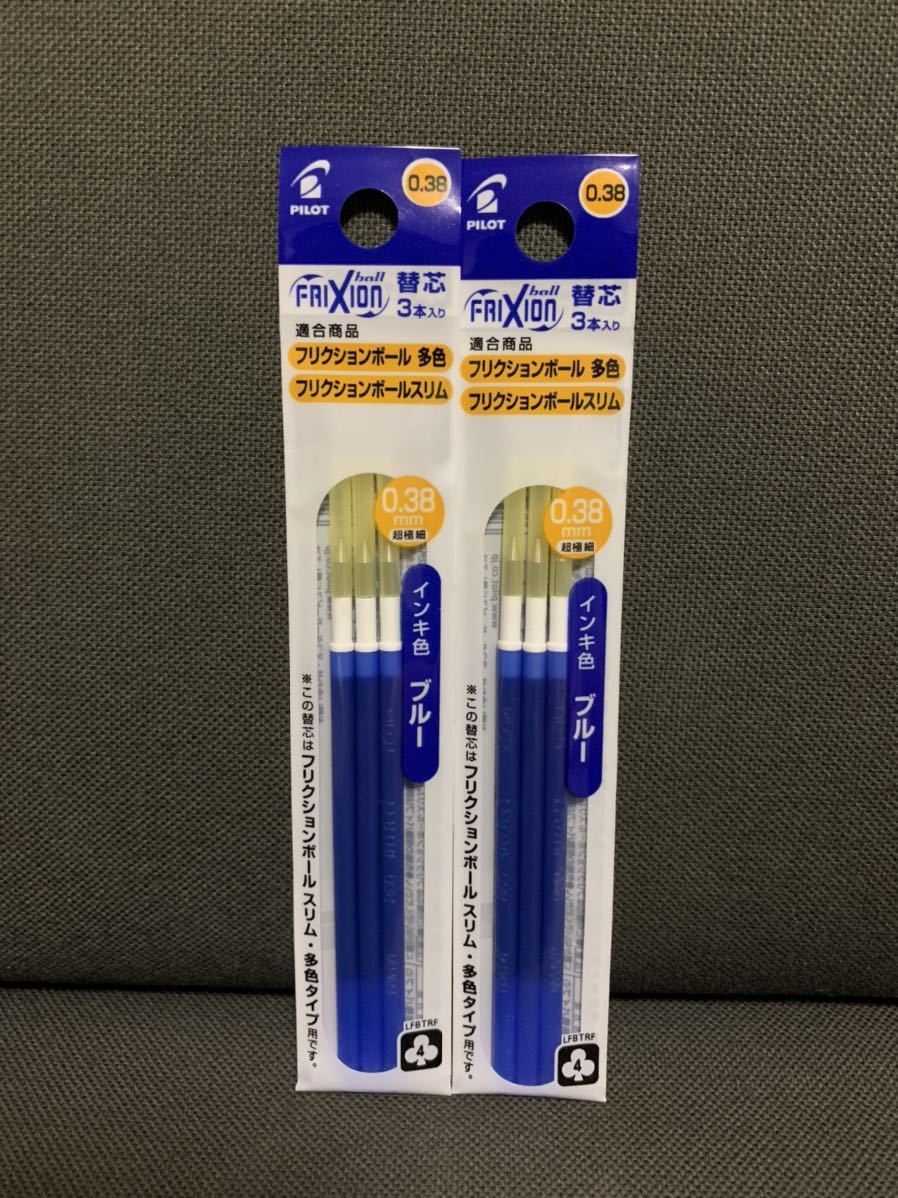 PILOT
0.38
FRIXION ball
替芯
3本入り
適合商品
フリクションボール 多色
フリクションボールスリム
0.38
mm
超極細
インキ色 ブルー
※この替芯はフリクションボール スリム・多色タイプ用です。
LFBTRF
4
PILOT
0.38
FRIXION ball
替芯
3本入り
適合商品
フリクションボール 多色
フリクションボールスリム
0.38
mm
超極細
インキ色 ブルー
※この替芯はフリクションボール スリム・多色タイプ用です。
LFBTRF
4